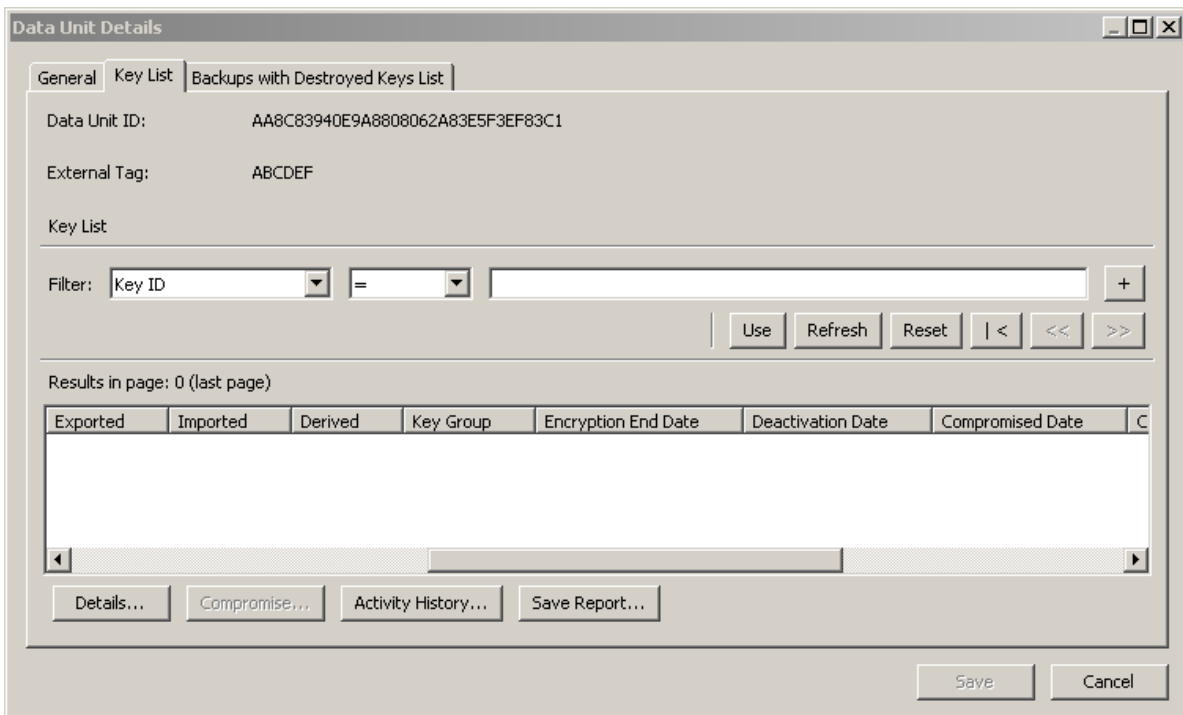 Data Unit Details
General Key List Backups with Destroyed Keys List
Data Unit ID: AA8C83940E9A8808062A83E5F3EF83C1
External Tag: ABCDEF
Key List
Filter: Key ID = +
Use Refresh Reset |< << >>
Results in page: 0 (last page)
Exported Imported Derived Key Group Encryption End Date Deactivation Date Compromised Date C
Details... Compromise... Activity History... Save Report...
Save Cancel